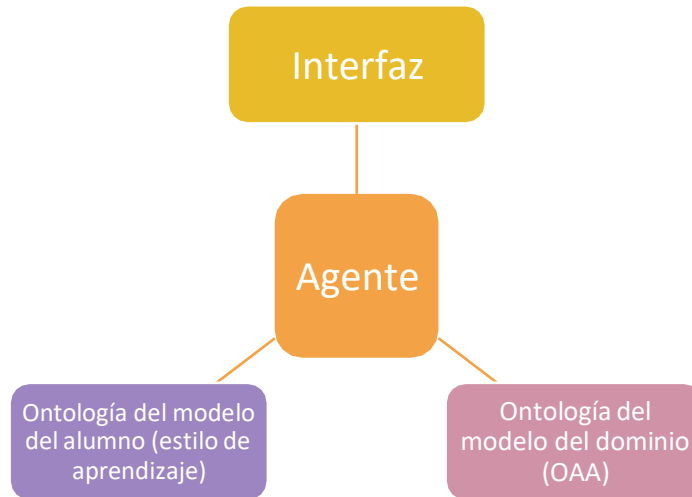 Interfaz
Agente
Ontología del modelo
del alumno (estilo de
aprendizaje)
Ontología del
modelo del dominio
(OAA)